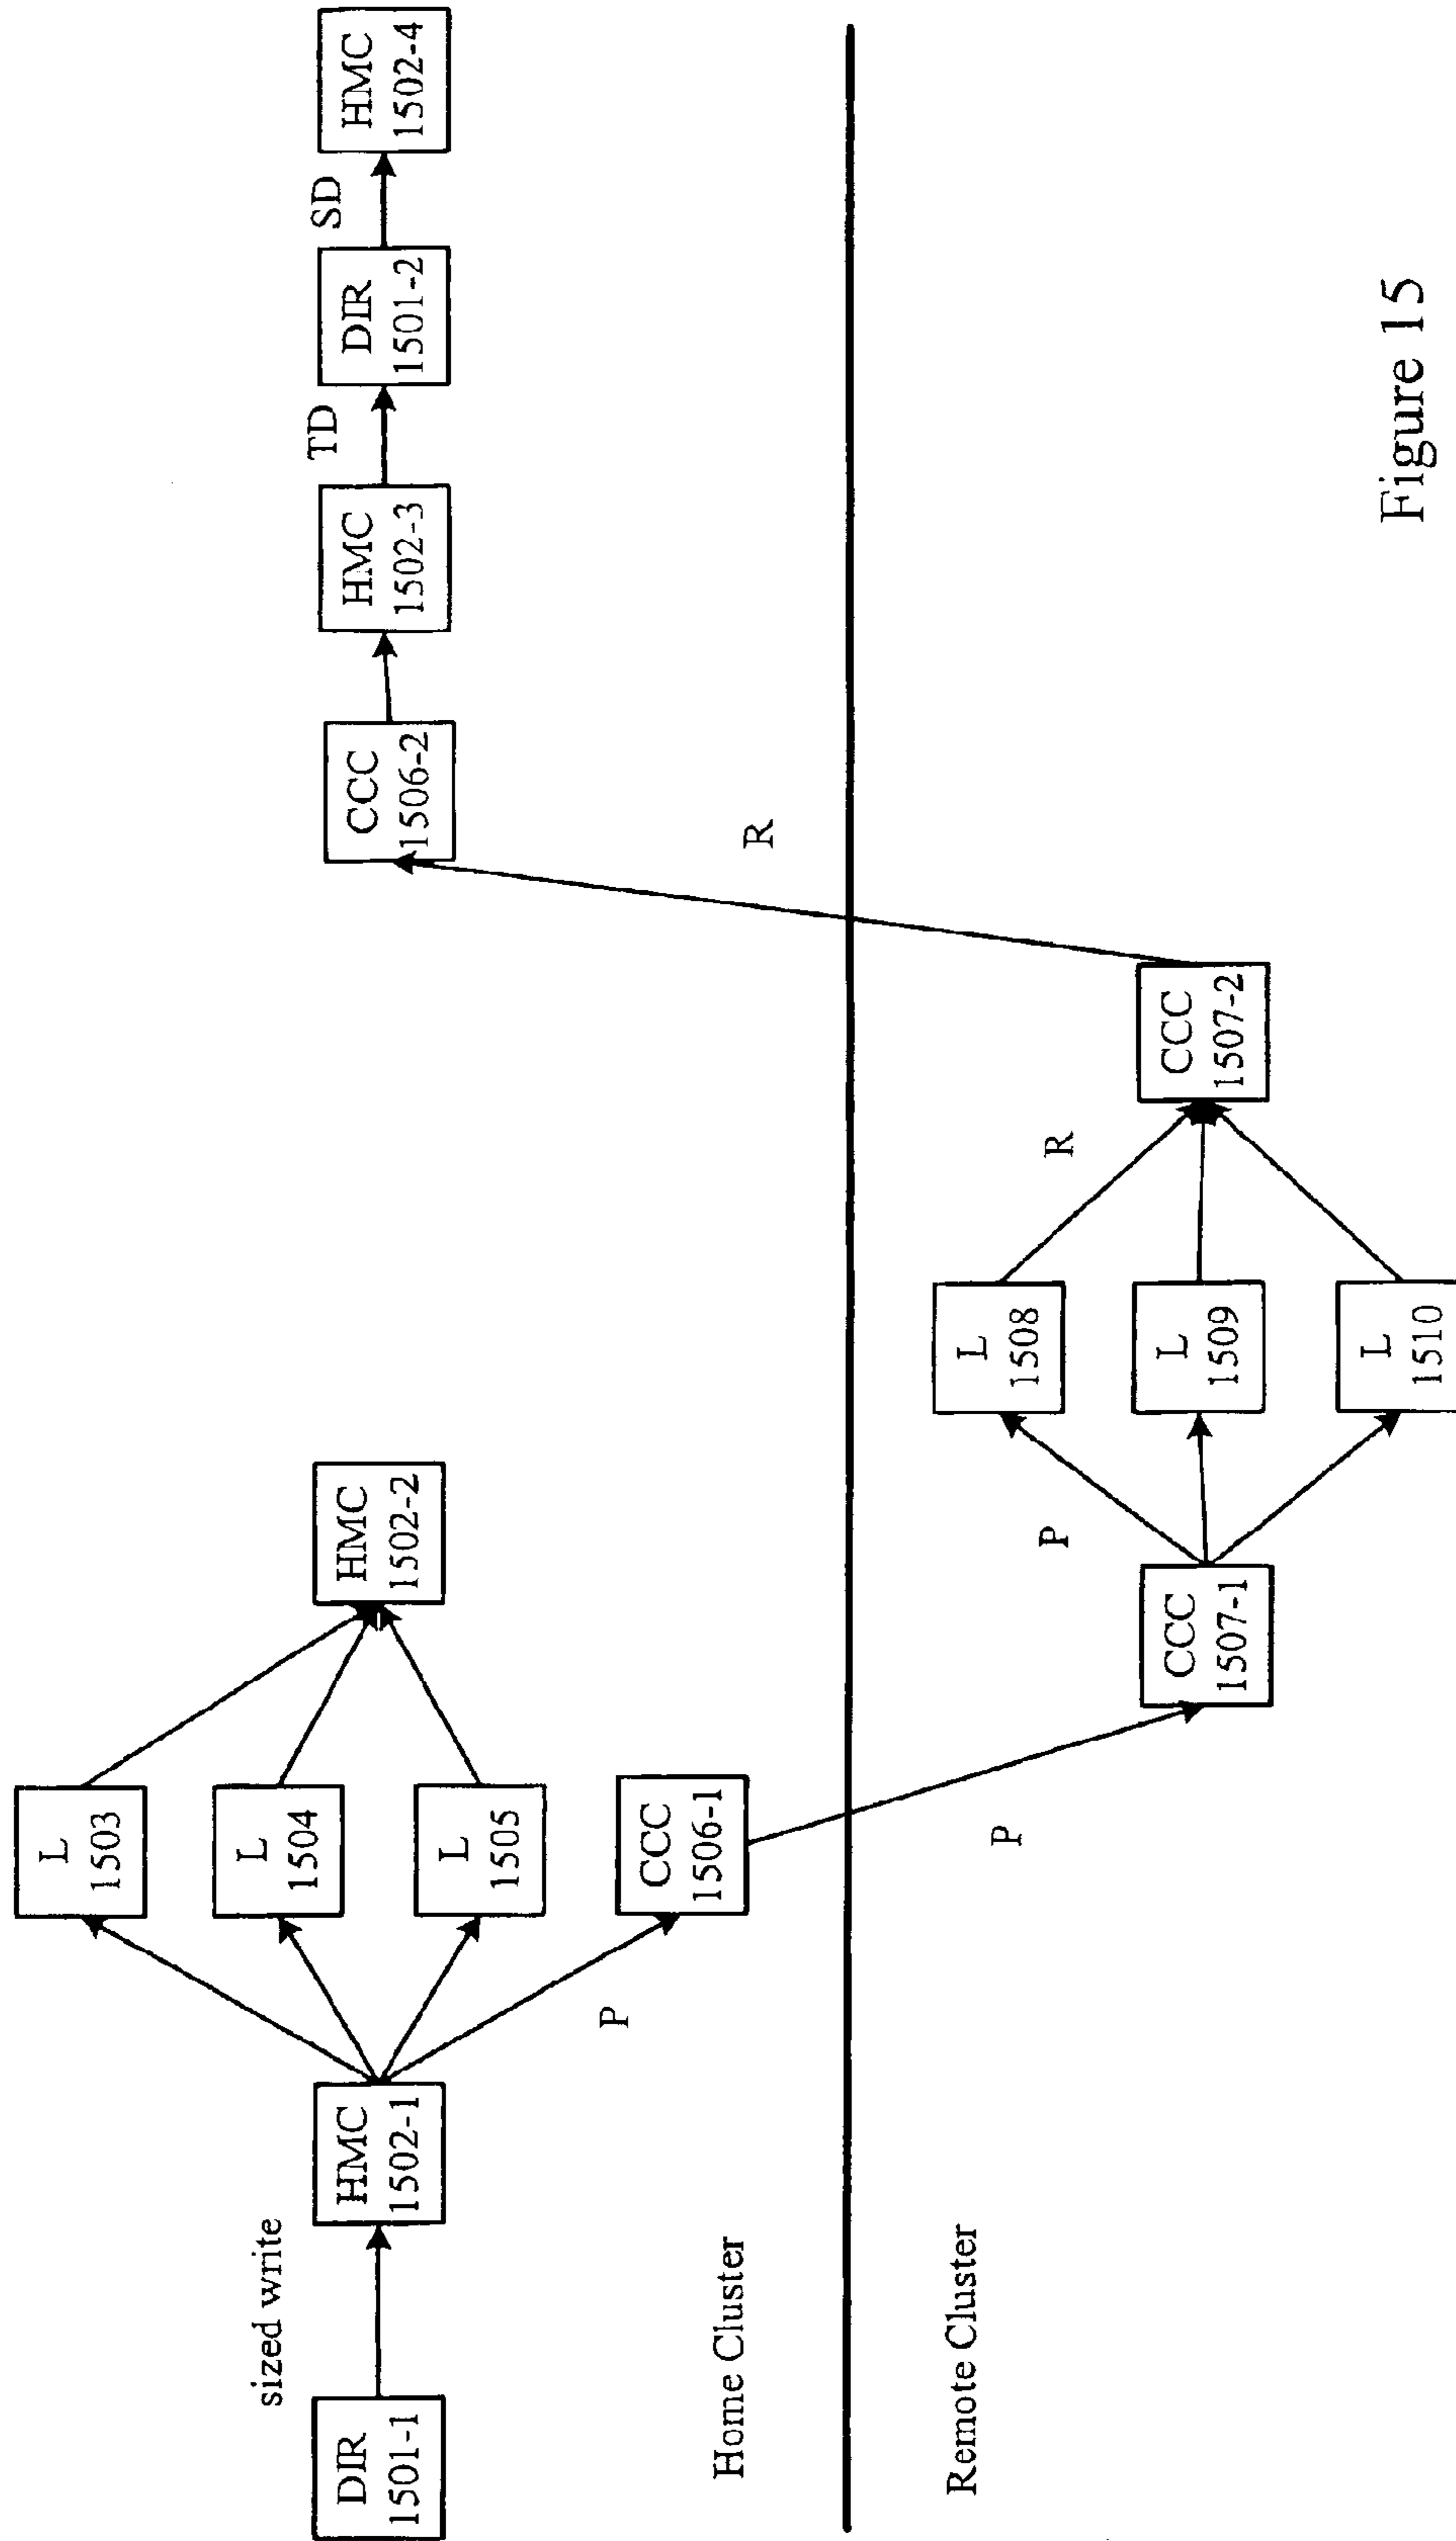 sized write
DIR
1501-1
HMC
1502-1
L
1503
L
1504
L
1505
P
CCC
1506-1
HMC
1502-2
CCC
1506-2
HMC
1502-3
TD
DIR
1501-2
SD
HMC
1502-4
Home Cluster
Remote Cluster
P
CCC
1507-1
P
L
1508
L
1509
L
1510
R
CCC
1507-2
R
Figure 15